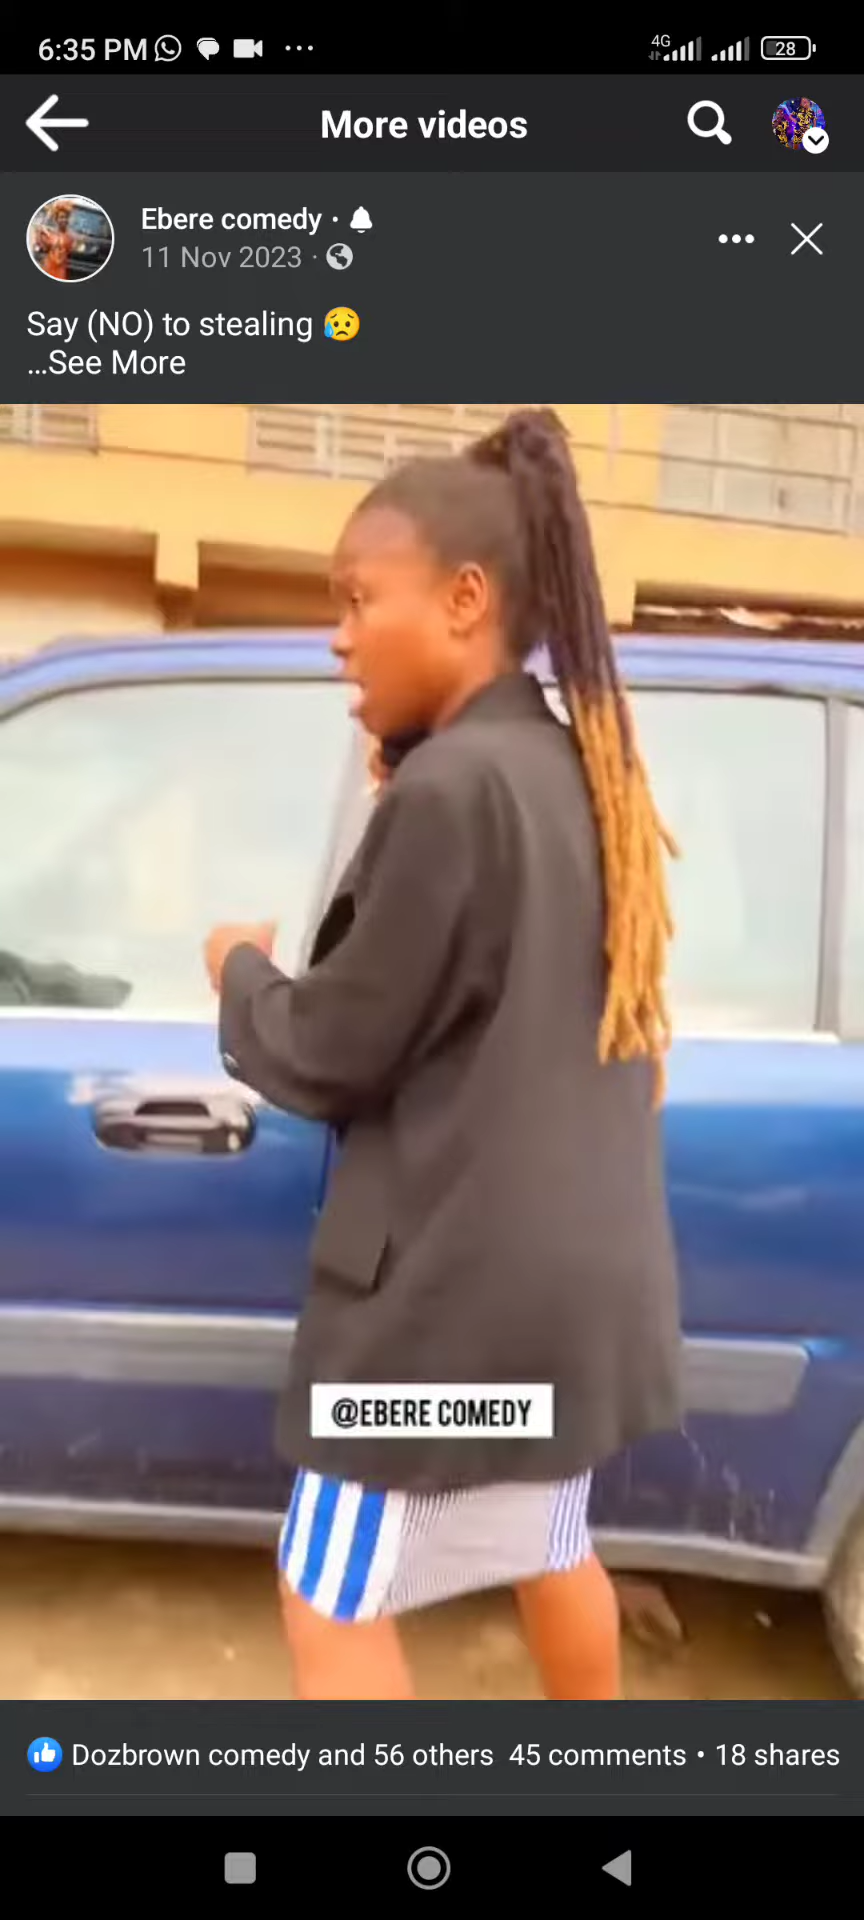 6:35 PM
4G
28
More videos
Ebere comedy ·
11 Nov 2023 ·
Say (NO) to stealing 😥
...See More
@EBERE COMEDY
Dozbrown comedy and 56 others 45 comments • 18 shares